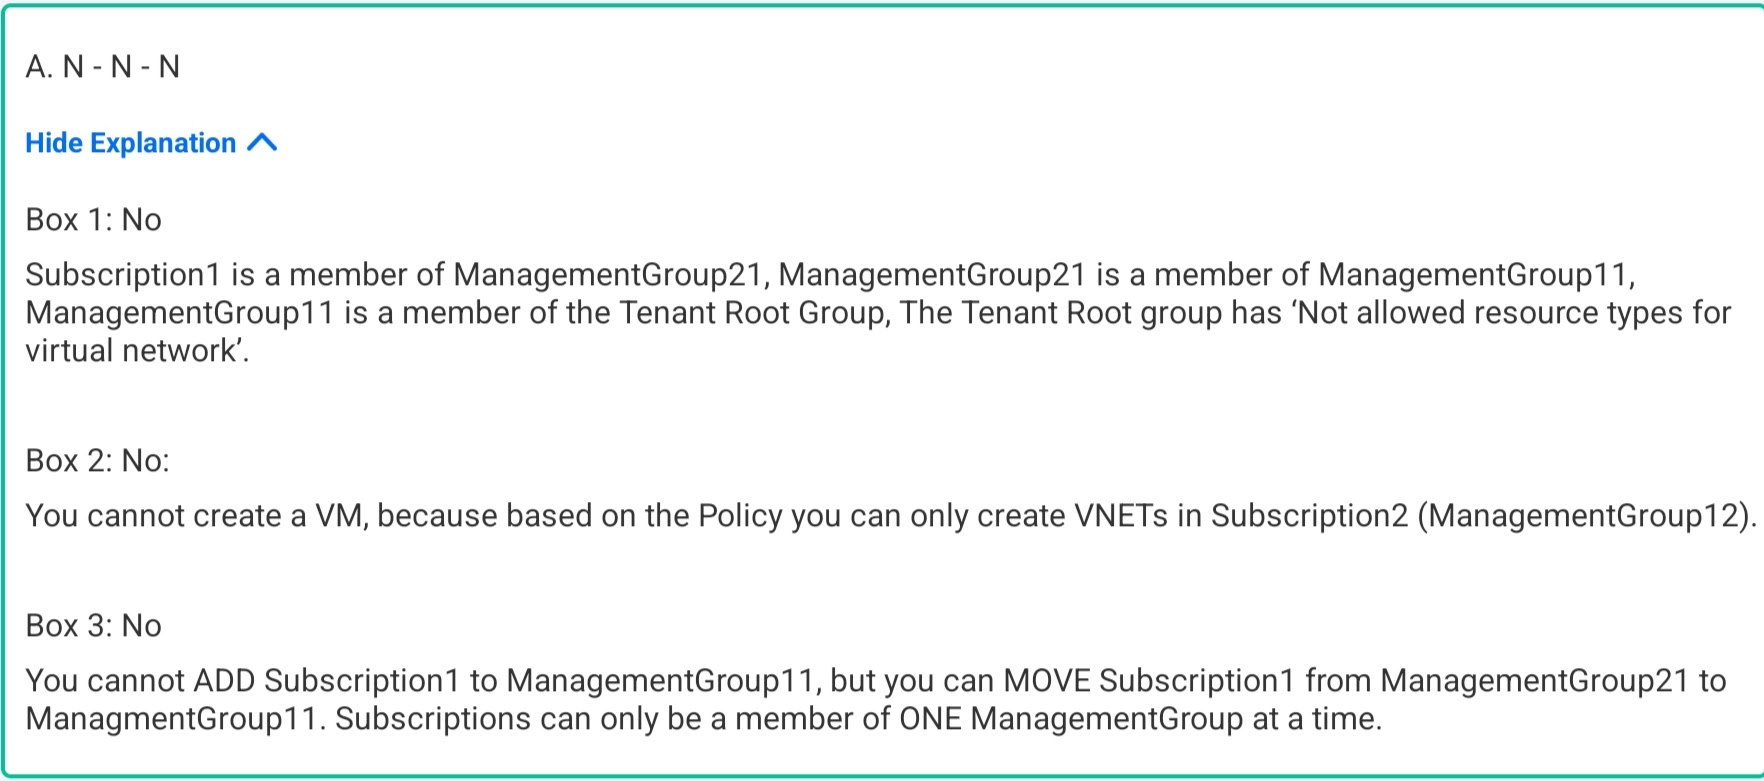 A. N - N - N
Hide Explanation
Box 1: No
Subscription1 is a member of ManagementGroup21, ManagementGroup21 is a member of ManagementGroup11,
ManagementGroup11 is a member of the Tenant Root Group, The Tenant Root group has ‘Not allowed resource types for
virtual network’.
Box 2: No:
You cannot create a VM, because based on the Policy you can only create VNETs in Subscription2 (ManagementGroup12).
Box 3: No
You cannot ADD Subscription1 to ManagementGroup11, but you can MOVE Subscription1 from ManagementGroup21 to
ManagmentGroup11. Subscriptions can only be a member of ONE ManagementGroup at a time.